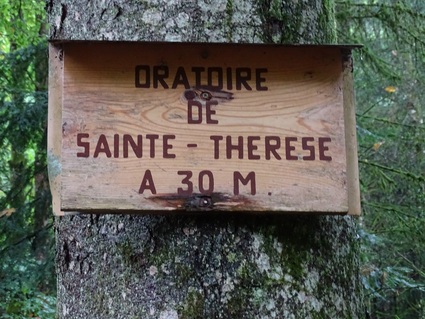 ORATOIRE
DE
SAINTE - THERESE
A 30 M